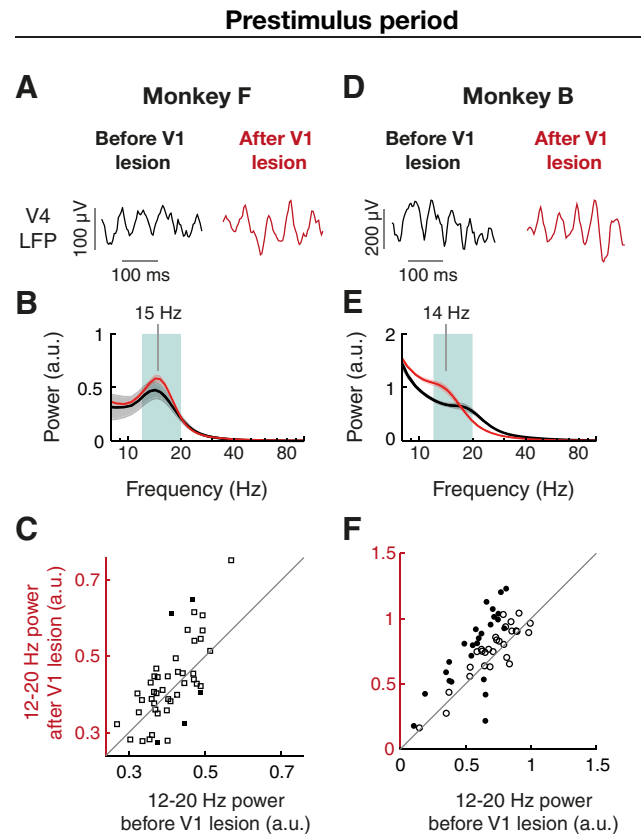 Prestimulus period
A
Monkey F
Before V1
lesion
After V1
lesion
V4
LFP
100 µV
100 ms
D
Monkey B
Before V1
lesion
After V1
lesion
200 µV
100 ms
B
15 Hz
Power (a.u.)
1
0.5
0
10
20
40
80
Frequency (Hz)
E
14 Hz
Power (a.u.)
2
1
0
10
20
40
80
Frequency (Hz)
C
12-20 Hz power
after V1 lesion (a.u.)
0.7
0.5
0.3
0.3
0.5
0.7
12-20 Hz power
before V1 lesion (a.u.)
F
1.5
1
0.5
0
0
0.5
1
1.5
12-20 Hz power
before V1 lesion (a.u.)